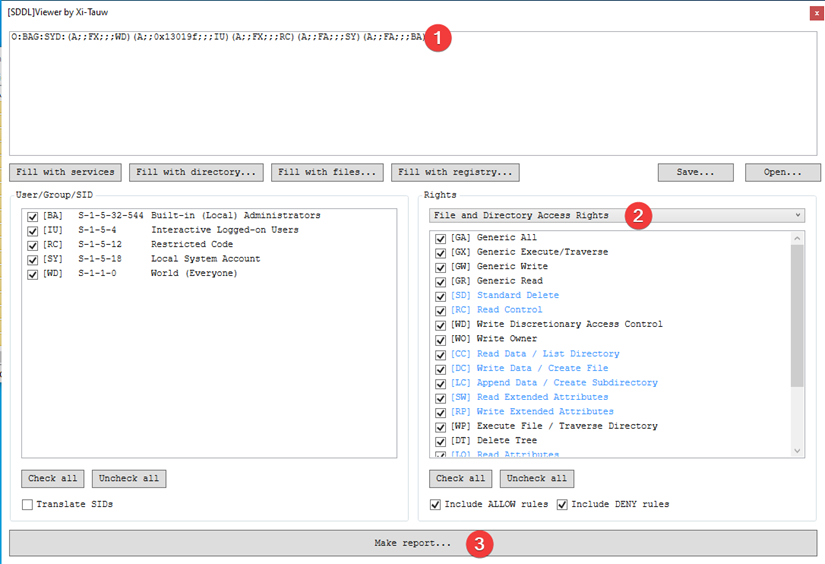 [SDDL]Viewer by Xi-Tauw
x
O:BAG:SYD:(A;;FX;;;WD)(A;;0x13019f;;;IU)(A;;FX;;;RC)(A;;FA;;;SY)(A;;FA;;;BA)
1
Fill with services
Fill with directory...
Fill with files...
Fill with registry...
Save...
Open...
User/Group/SID
[BA] S-1-5-32-544 Built-in (Local) Administrators
[IU] S-1-5-4 Interactive Logged-on Users
[RC] S-1-5-12 Restricted Code
[SY] S-1-5-18 Local System Account
[WD] S-1-1-0 World (Everyone)
Check all
Uncheck all
Translate SIDs
Rights
File and Directory Access Rights
2
[GA] Generic All
[GX] Generic Execute/Traverse
[GW] Generic Write
[GR] Generic Read
[SD] Standard Delete
[RC] Read Control
[WD] Write Discretionary Access Control
[WO] Write Owner
[CC] Read Data / List Directory
[DC] Write Data / Create File
[LC] Append Data / Create Subdirectory
[SW] Read Extended Attributes
[RP] Write Extended Attributes
[WP] Execute File / Traverse Directory
[DT] Delete Tree
[LO] Read Attributes
Check all
Uncheck all
Include ALLOW rules
Include DENY rules
Make report...
3